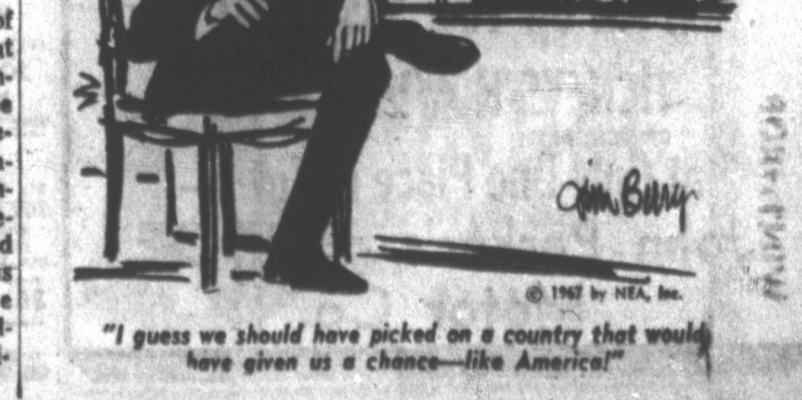 of
Jim Berry
© 1967 by NEA, Inc.
"I guess we should have picked on a country that would
have given us a chance—like America!"